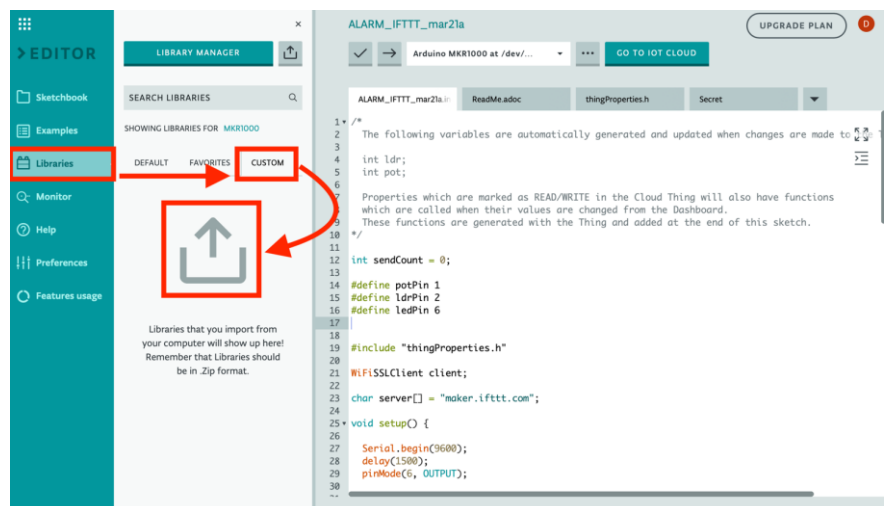 >EDITOR
Sketchbook
Examples
Libraries
Monitor
Help
Preferences
Features usage
×
LIBRARY MANAGER
SEARCH LIBRARIES
SHOWING LIBRARIES FOR MKR1000
DEFAULT FAVORITES CUSTOM
Libraries that you import from
your computer will show up here!
Remember that Libraries should
be in .Zip format.
ALARM_IFTTT_mar21a
UPGRADE PLAN
D
Arduino MKR1000 at /dev/...
GO TO IOT CLOUD
ALARM_IFTTT_mar21a.in ReadMe.adoc thingProperties.h Secret
1 /*
2 The following variables are automatically generated and updated when changes are made to
3
4 int ldr;
5 int pot;
6
Properties which are marked as READ/WRITE in the Cloud Thing will also have functions
which are called when their values are changed from the Dashboard.
9 These functions are generated with the Thing and added at the end of this sketch.
10 */
11
12 int sendCount = 0;
13
14 #define potPin 1
15 #define ldrPin 2
16 #define ledPin 6
17
18
19 #include "thingProperties.h"
20
21 WiFiSSLClient client;
22
23 char server[] = "maker.ifttt.com";
24
25 void setup() {
26
27 Serial.begin(9600);
28 delay(1500);
29 pinMode(6, OUTPUT);
30